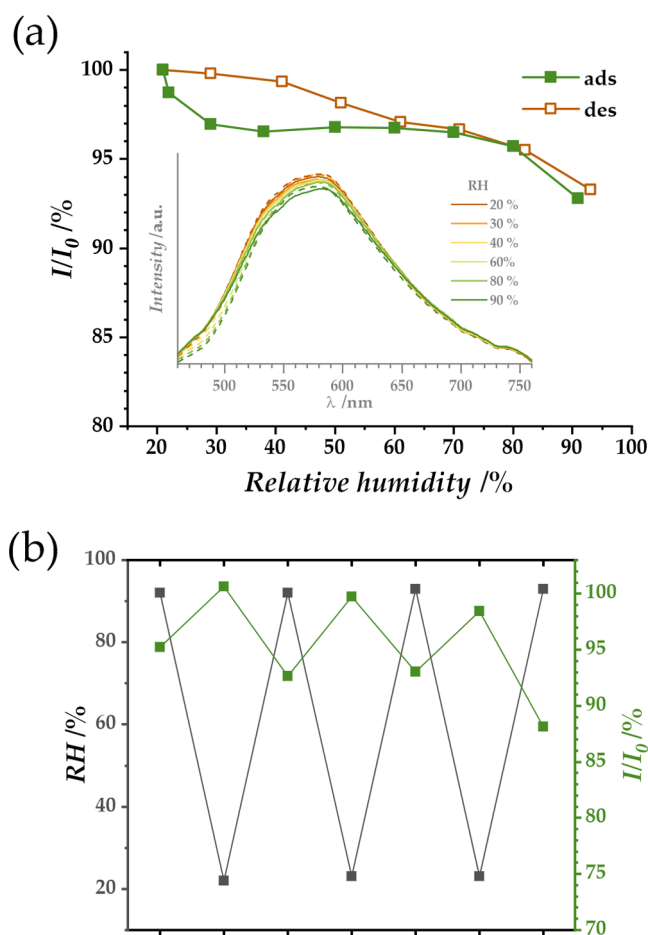 (a)
100
95
90
85
80
I/I0 /%
ads
des
Intensity /a.u.
RH
20 %
30 %
40 %
60%
80 %
90 %
500 550 600 650 700 750
λ /nm
20 30 40 50 60 70 80 90 100
Relative humidity /%
(b)
100
80
60
40
20
RH /%
100
95
90
85
80
75
70
I/I0 /%